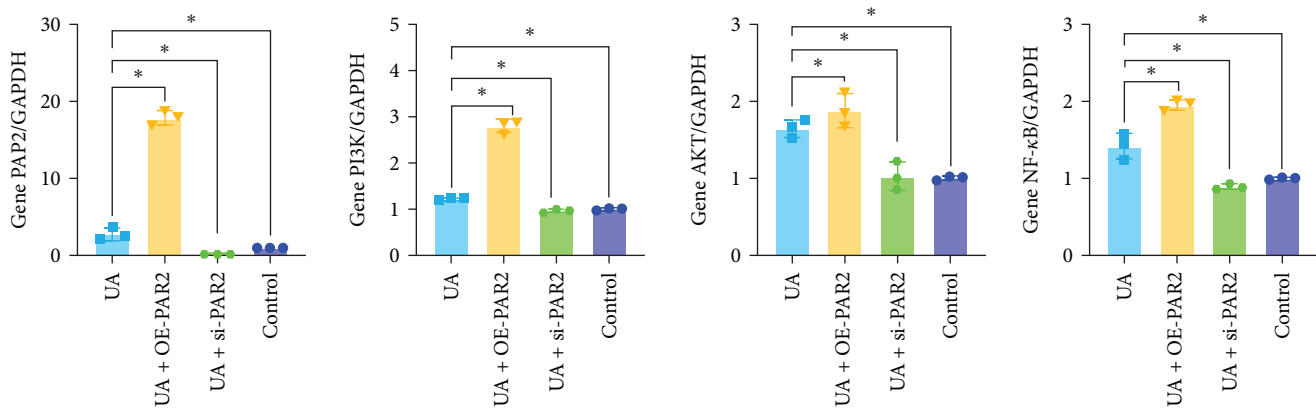 Gene PAP2/GAPDH
30
20
10
0
*
*
*
UA
UA + OE-PAR2
UA + si-PAR2
Control
Gene PI3K/GAPDH
5
4
3
2
1
0
*
*
*
UA
UA + OE-PAR2
UA + si-PAR2
Control
Gene AKT/GAPDH
3
2
1
0
*
*
*
UA
UA + OE-PAR2
UA + si-PAR2
Control
Gene NF-κB/GAPDH
3
2
1
0
*
*
*
UA
UA + OE-PAR2
UA + si-PAR2
Control